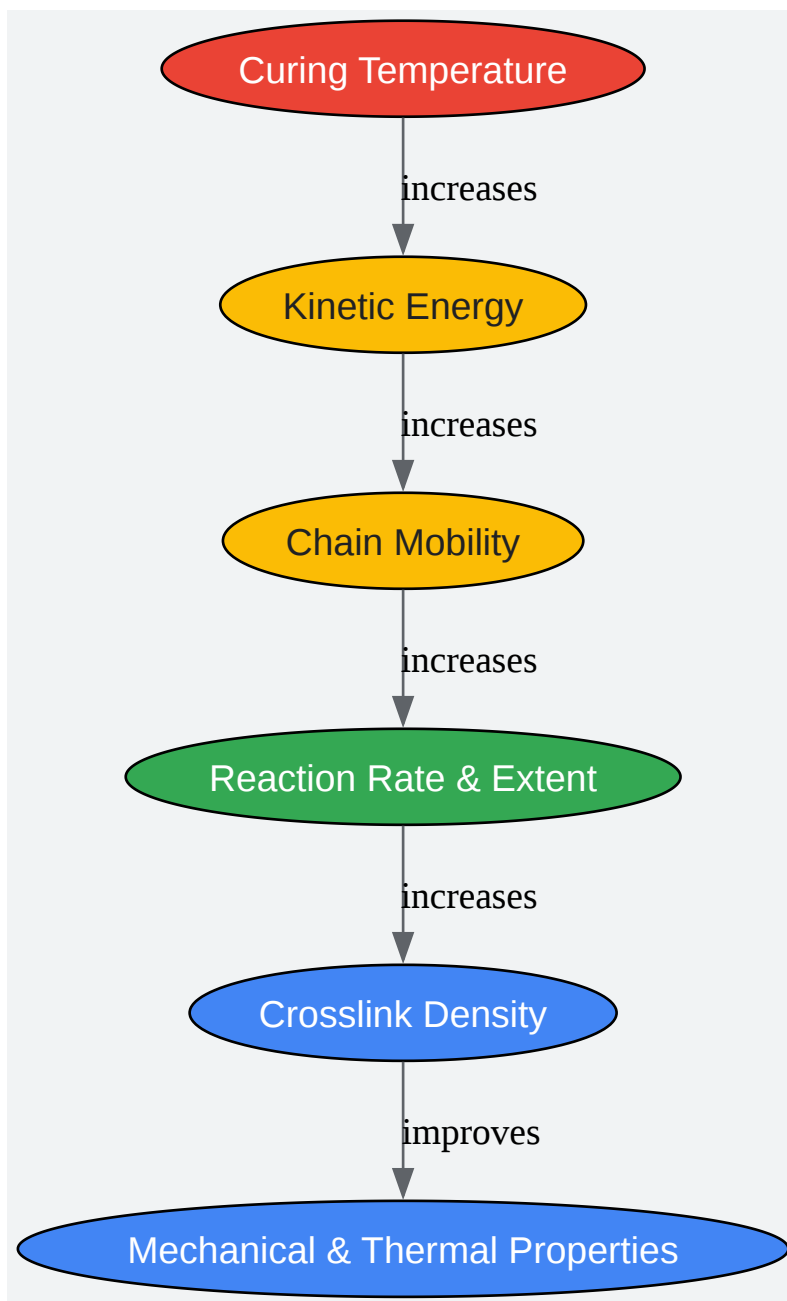 Curing Temperature
increases
Kinetic Energy
increases
Chain Mobility
increases
Reaction Rate & Extent
increases
Crosslink Density
improves
Mechanical & Thermal Properties